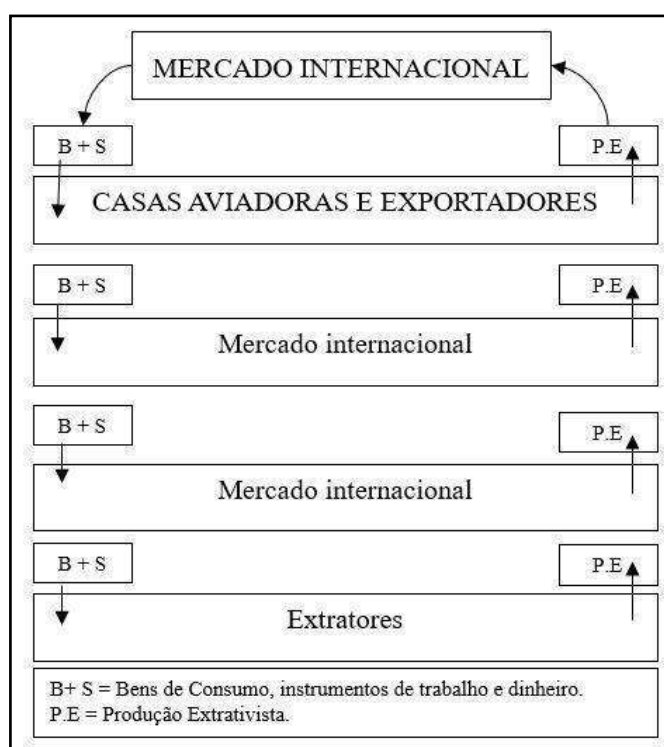 MERCADO INTERNACIONAL
B + S
P.E
CASAS AVIADORAS E EXPORTADORES
B + S
P.E
Mercado internacional
B + S
P.E
Mercado internacional
B + S
P.E
Extratores
B+ S = Bens de Consumo, instrumentos de trabalho e dinheiro.
P.E = Produção Extrativista.